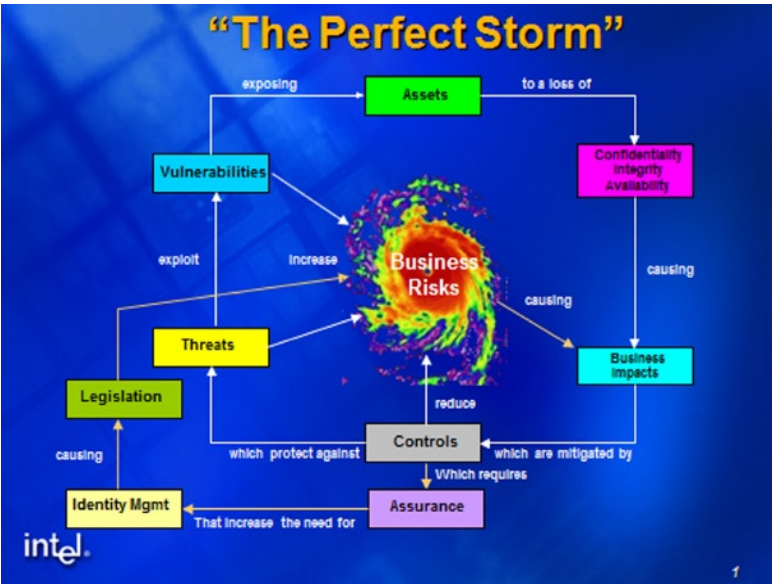 “The Perfect Storm”
exposing
Assets
to a loss of
Vulnerabilities
Confidentiality
Integrity
Availability
exploit
increase
Business
Risks
causing
causing
Threats
Business
impacts
Legislation
reduce
which protect against
Controls
which are mitigated by
causing
Which requires
Identity Mgmt
That increase the need for
Assurance
intel.
1